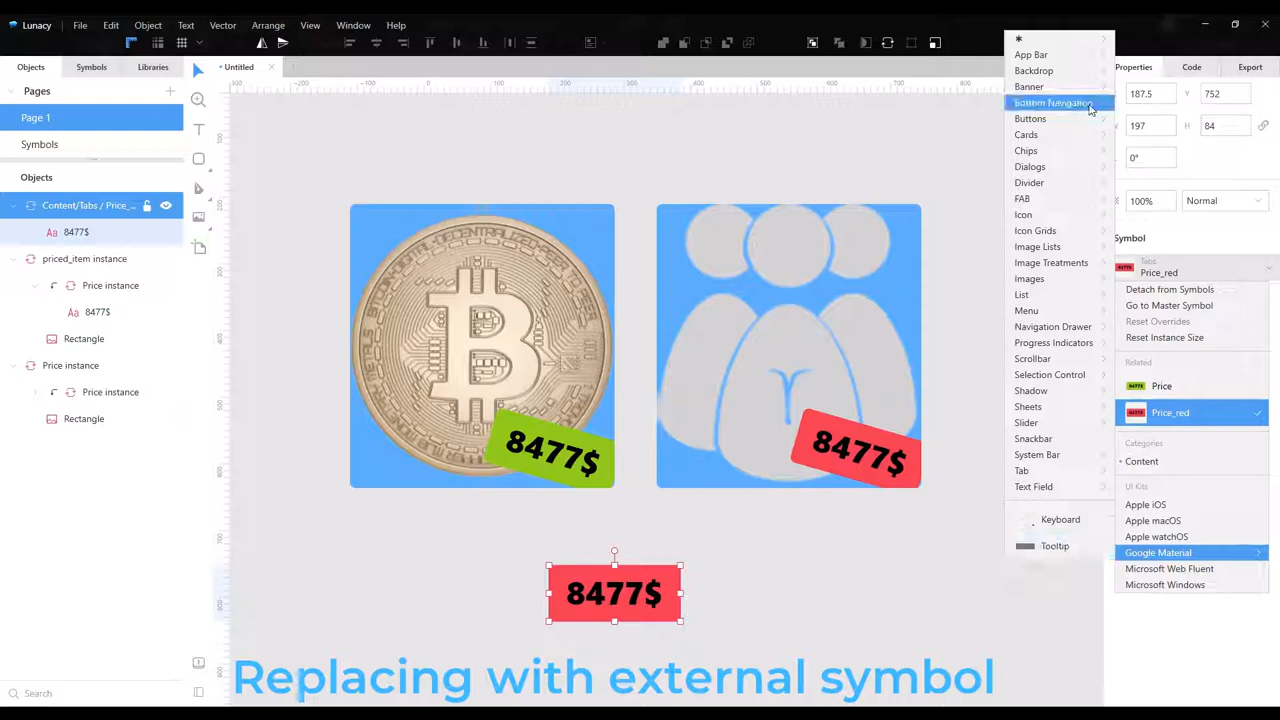 Lunacy File Edit Object Text Vector Arrange View Window Help
Objects Symbols Libraries
Untitled
Properties Code Export
Pages
Page 1
Symbols
Objects
Content/Tabs / Price_...
Aa 8477$
priced_item instance
Price instance
Aa 8477$
Rectangle
Price instance
Price instance
Rectangle
Search
8477$
8477$
8477$
Replacing with external symbol
*
App Bar
Backdrop
Banner
Bottom Navigation
Buttons
Cards
Chips
Dialogs
Divider
FAB
Icon
Icon Grids
Image Lists
Image Treatments
Images
List
Menu
Navigation Drawer
Progress Indicators
Scrollbar
Selection Control
Shadow
Sheets
Slider
Snackbar
System Bar
Tab
Text Field
Keyboard
Tooltip
187.5 Y 752
197 H 84
0°
100% Normal
Symbol
Tabs
Price_red
Detach from Symbols
Go to Master Symbol
Reset Overrides
Reset Instance Size
Related
Price
Price_red
Categories
Content
UI Kits
Apple iOS
Apple macOS
Apple watchOS
Google Material
Microsoft Web Fluent
Microsoft Windows